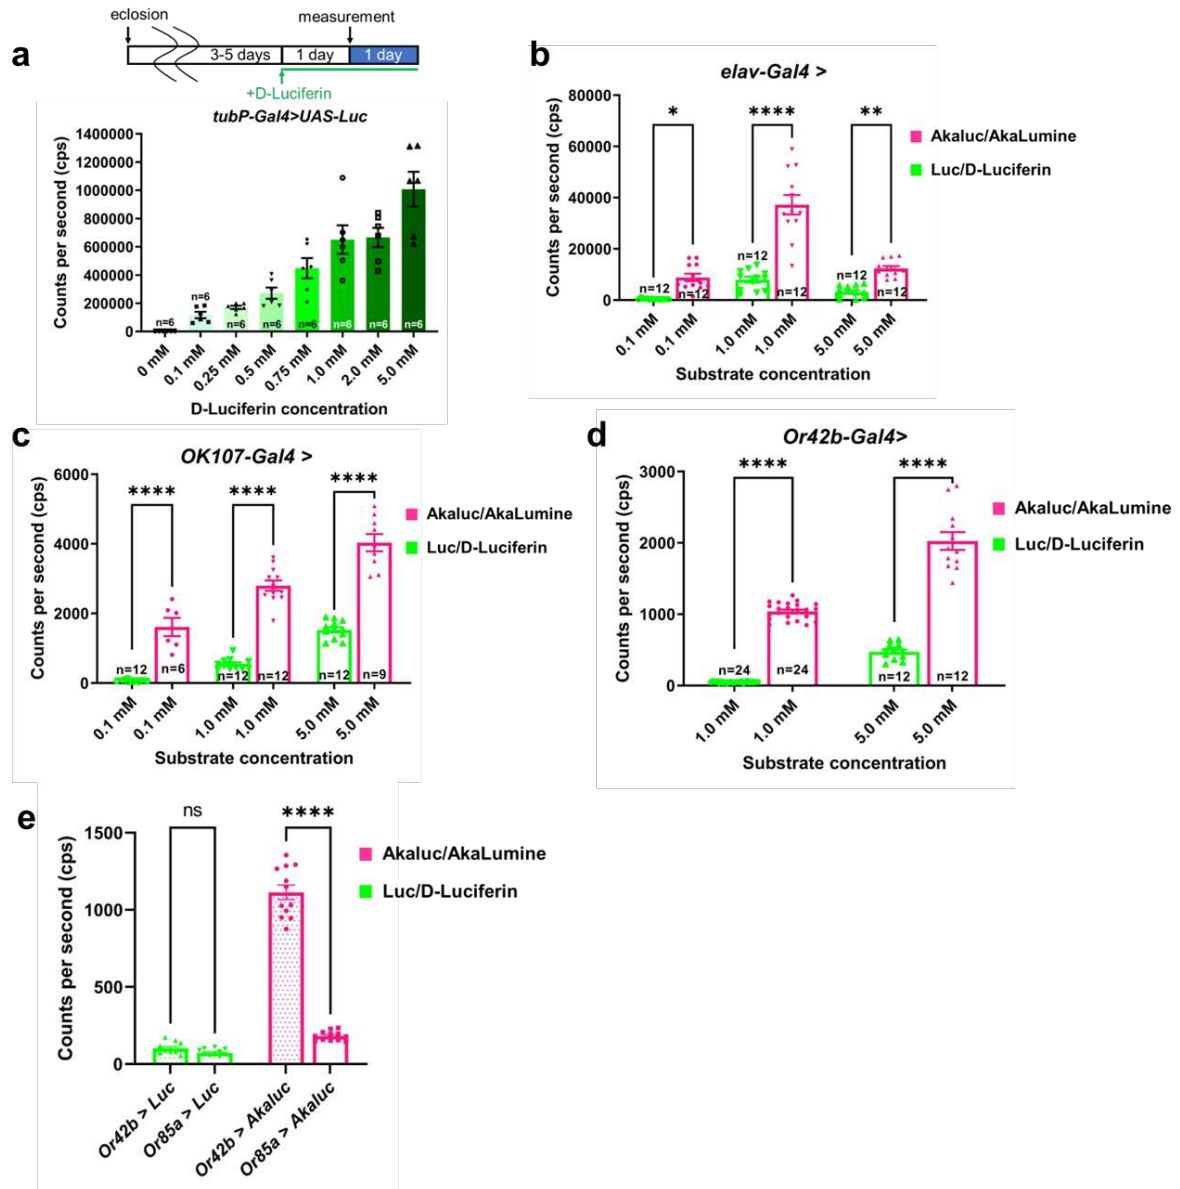 a
eclosion
measurement
3-5 days
1 day
1 day
+D-Luciferin
tubP-Gal4>UAS-Luc
Counts per second (cps)
1400000
1200000
1000000
800000
600000
400000
200000
0
n=6
n=6
n=6
n=6
n=6
n=6
n=6
n=6
0 mM
0.1 mM
0.25 mM
0.5 mM
0.75 mM
1.0 mM
2.0 mM
5.0 mM
D-Luciferin concentration
b
elav-Gal4 >
Counts per second (cps)
80000
60000
40000
20000
0
*
****
**
n=12
n=12
n=12
n=12
n=12
n=12
0.1 mM
0.1 mM
1.0 mM
1.0 mM
5.0 mM
5.0 mM
Substrate concentration
Akaluc/AkaLumine
Luc/D-Luciferin
c
OK107-Gal4 >
Counts per second (cps)
6000
4000
2000
0
****
****
****
n=12
n=6
n=12
n=12
n=12
n=9
0.1 mM
0.1 mM
1.0 mM
1.0 mM
5.0 mM
5.0 mM
Substrate concentration
Akaluc/AkaLumine
Luc/D-Luciferin
d
Or42b-Gal4>
Counts per second (cps)
3000
2000
1000
0
****
****
n=24
n=24
n=12
n=12
1.0 mM
1.0 mM
5.0 mM
5.0 mM
Substrate concentration
Akaluc/AkaLumine
Luc/D-Luciferin
e
Counts per second (cps)
1500
1000
500
0
ns
****
Or42b > Luc
Or85a > Luc
Or42b > Akaluc
Or85a > Akaluc
Akaluc/AkaLumine
Luc/D-Luciferin